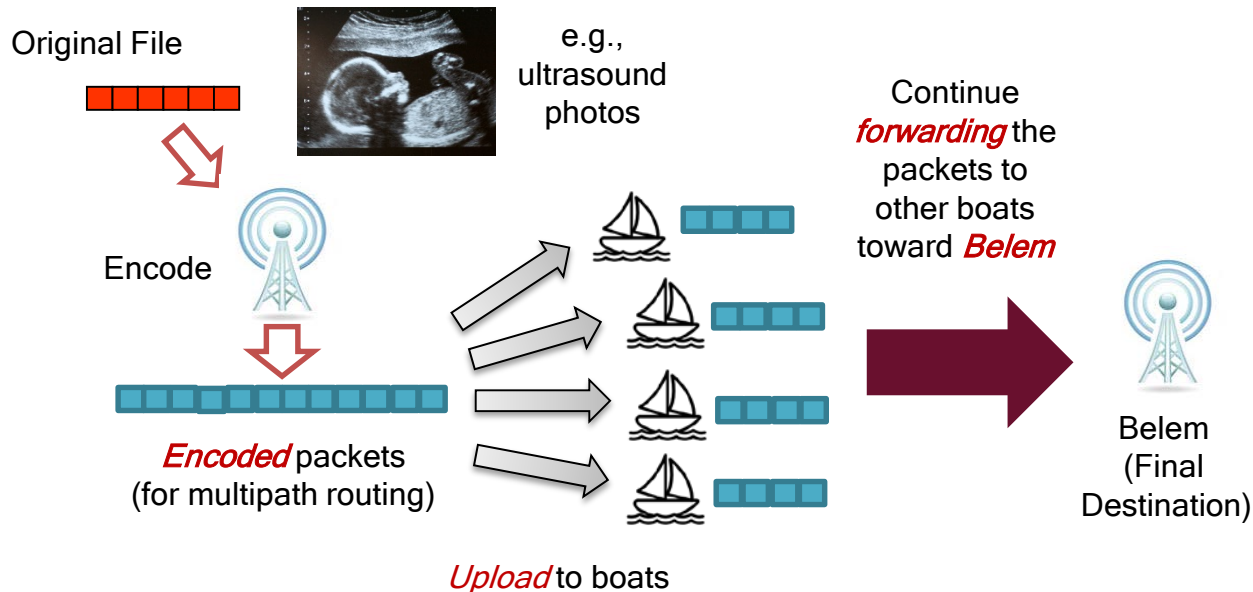 Original File
e.g.,
ultrasound
photos
Continue
forwarding the
packets to
other boats
toward Belem
Encode
Encoded packets
(for multipath routing)
Belem
(Final
Destination)
Upload to boats